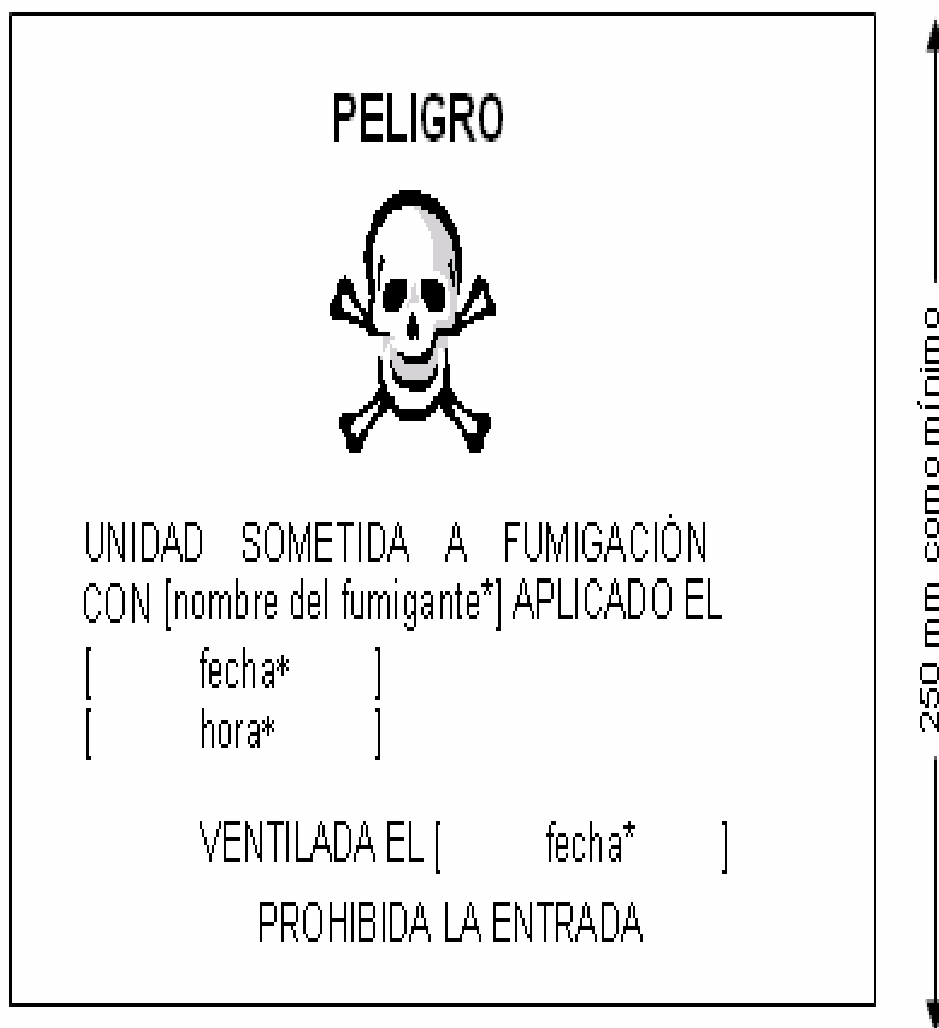 PELIGRO
UNIDAD SOMETIDA A FUMIGACIÓN
CON [nombre del fumigante*] APLICADO EL
[ fecha* ]
[ hora* ]
VENTILADA EL [ fecha* ]
PROHIBIDA LA ENTRADA
250 mm como mínimo